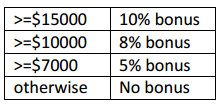 >=$15000 10% bonus
>=$10000 8% bonus
>=$7000 5% bonus
otherwise No bonus